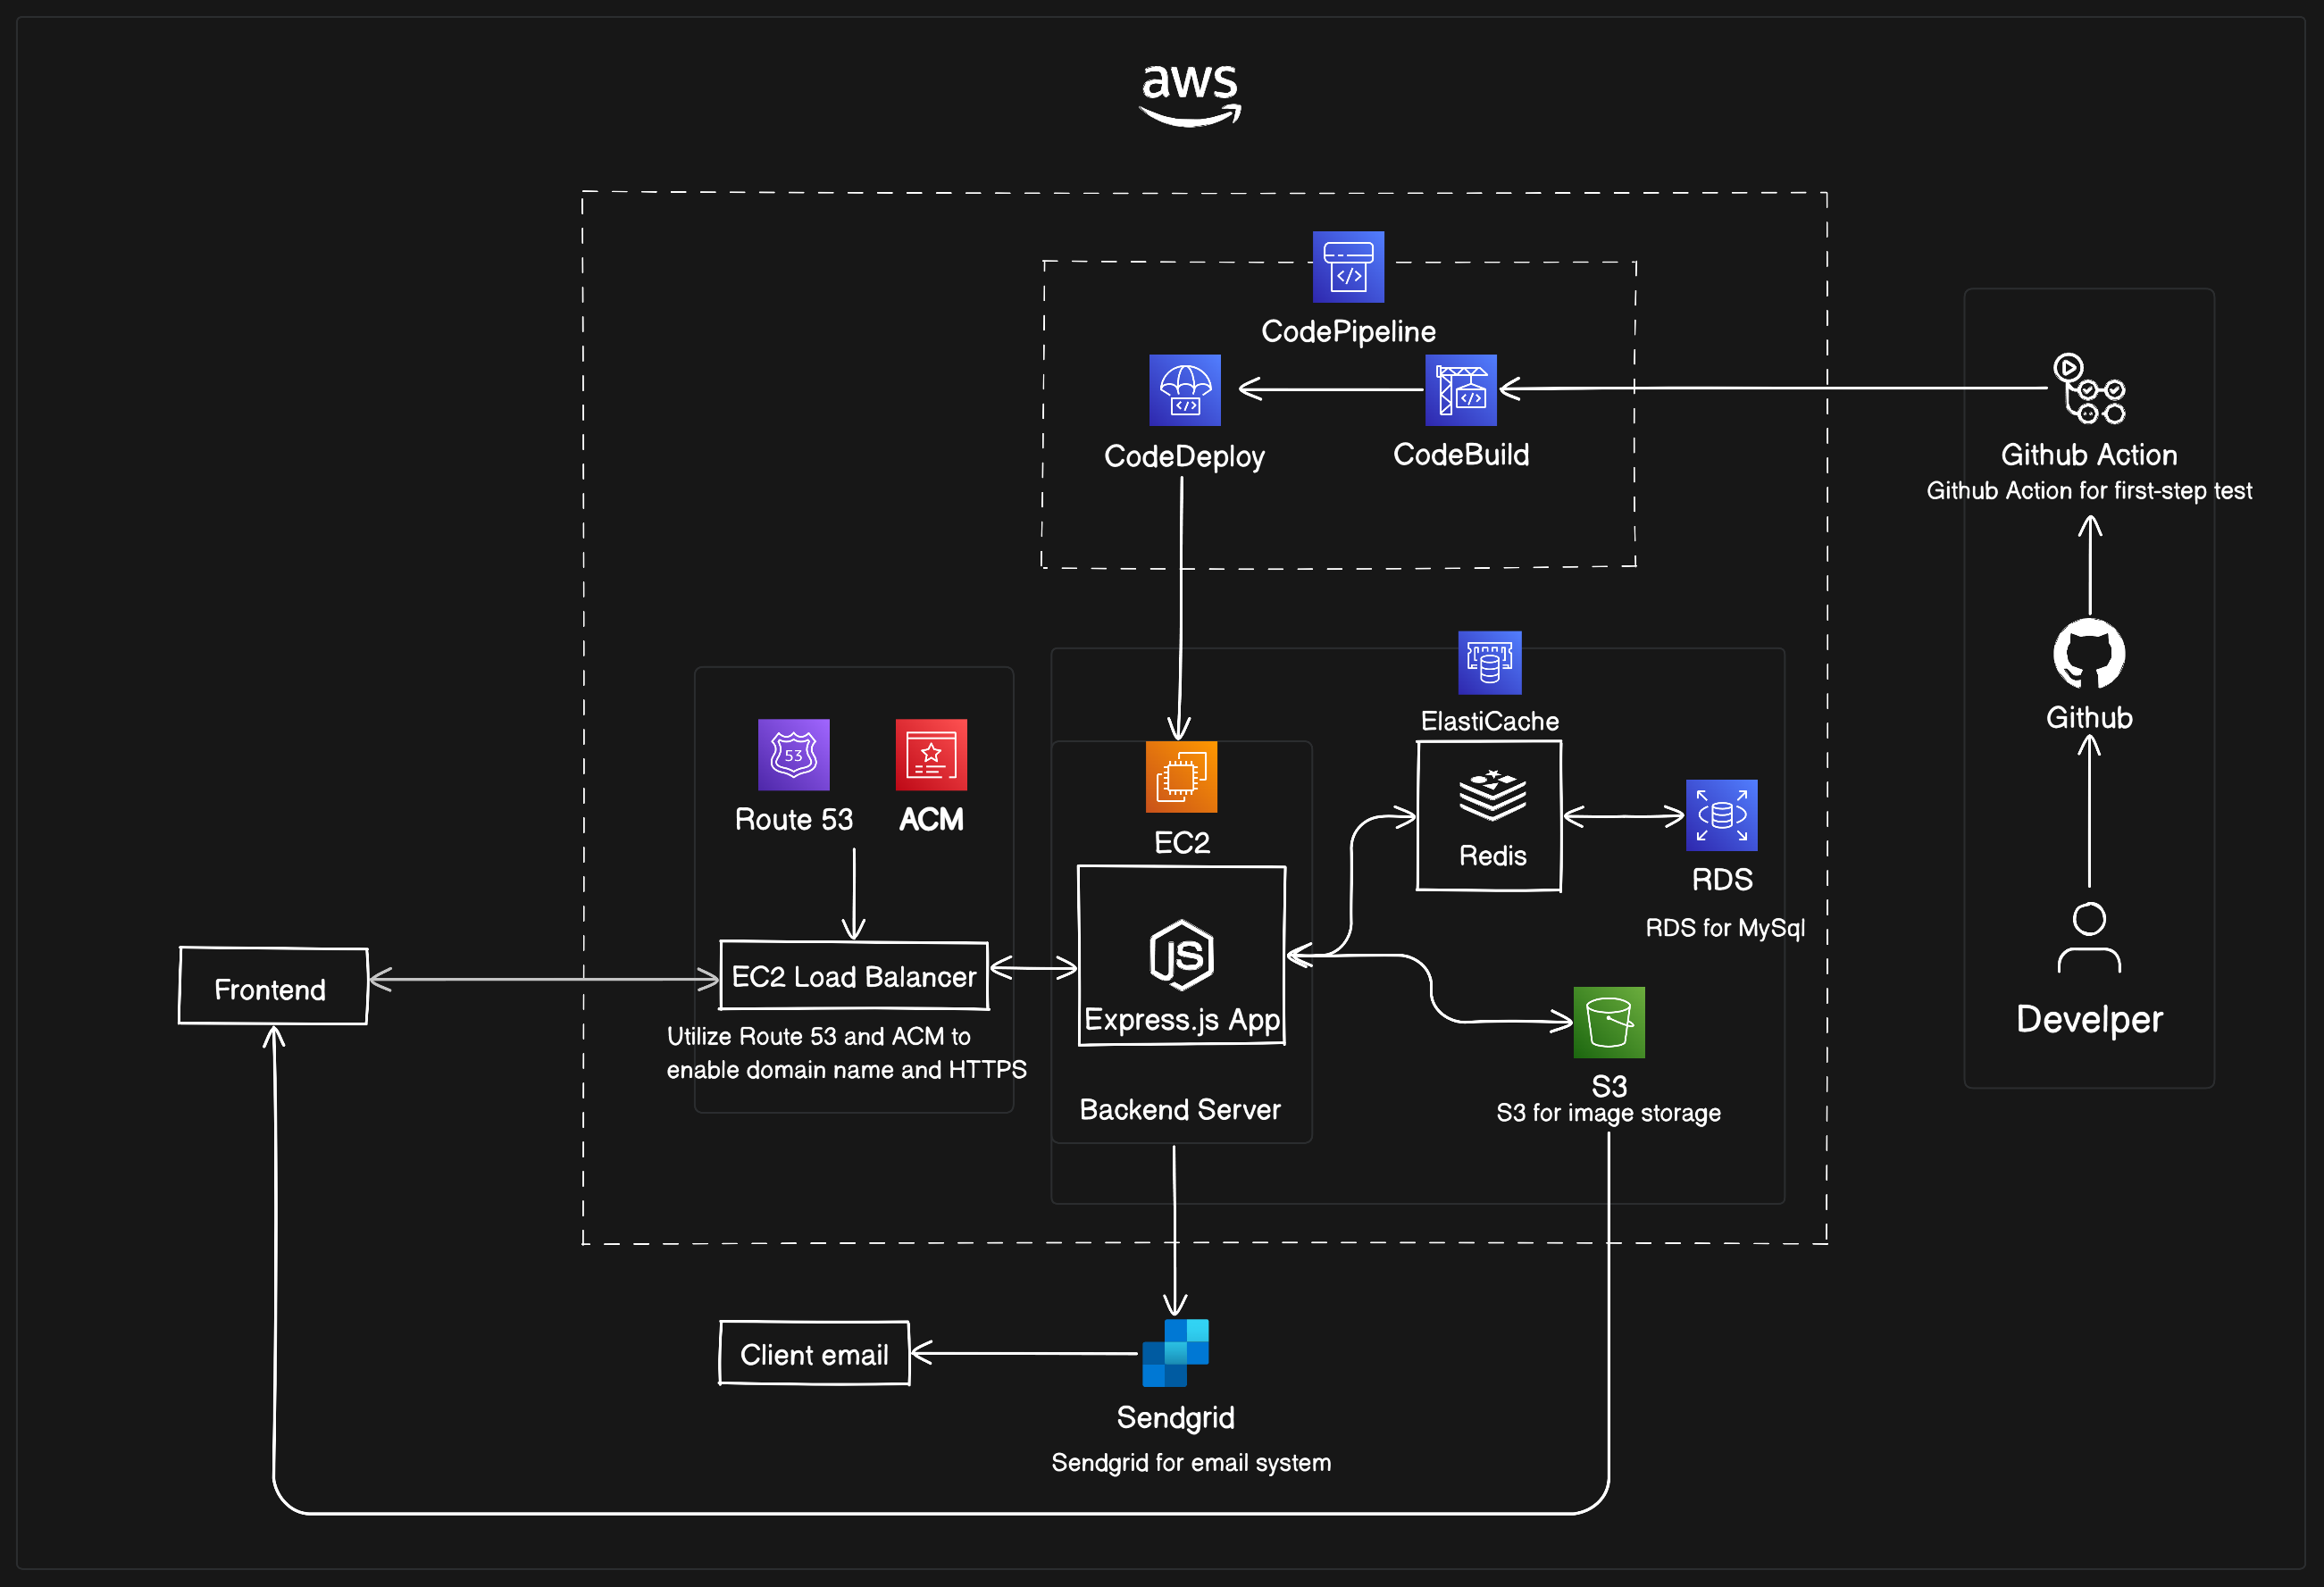 aws
CodePipeline
CodeDeploy
CodeBuild
Github Action
Github Action for first-step test
Github
Develper
ElastiCache
Redis
RDS
RDS for MySql
53
Route 53
ACM
EC2
JS
Express.js App
Backend Server
EC2 Load Balancer
Utilize Route 53 and ACM to
enable domain name and HTTPS
Frontend
S3
S3 for image storage
Client email
Sendgrid
Sendgrid for email system